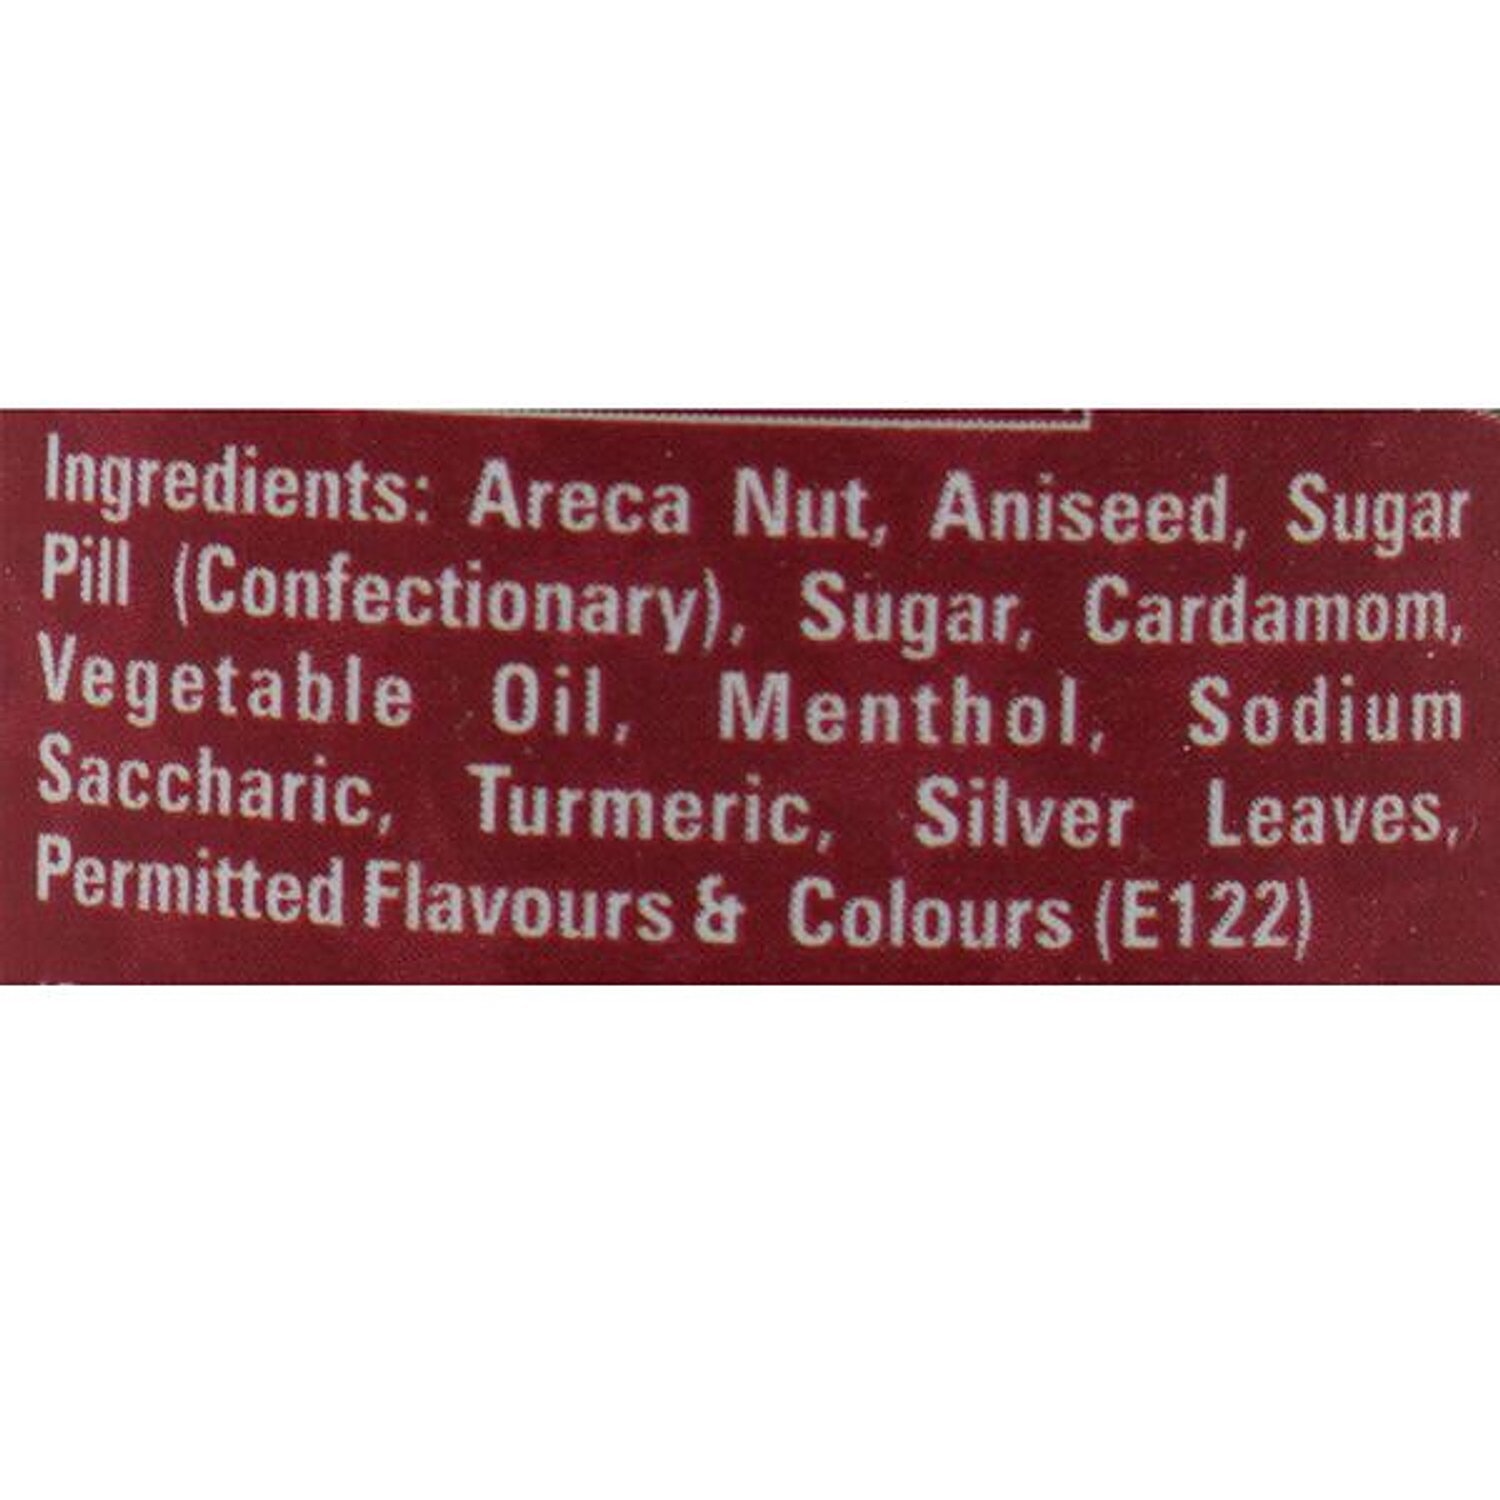 Ingredients: Areca Nut, Aniseed, Sugar
Pill (Confectionary), Sugar, Cardamom,
Vegetable Oil, Menthol, Sodium
Saccharic, Turmeric, Silver Leaves,
Permitted Flavours & Colours (E122)